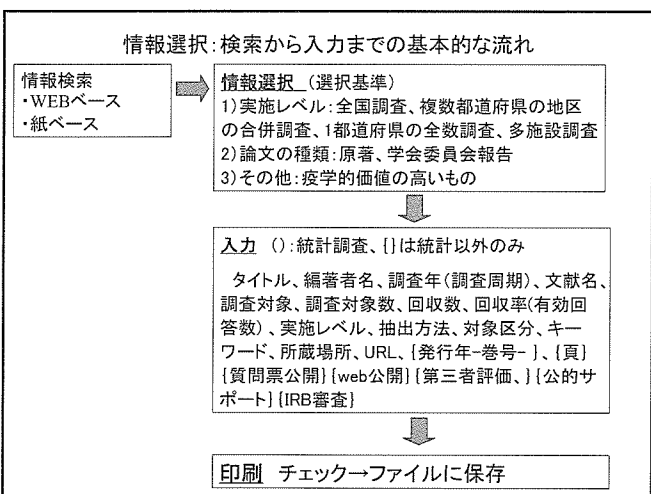 情報選択:検索から入力までの基本的な流れ
情報検索
・WEBベース
・紙ベース
情報選択 (選択基準)
1)実施レベル:全国調査、複数都道府県の地区
の合併調査、1都道府県の全数調査、多施設調査
2)論文の種類:原著、学会委員会報告
3)その他:疫学的価値の高いもの
入力 ():統計調査、{}は統計以外のみ
タイトル、編著者名、調査年(調査周期)、文献名、
調査対象、調査対象数、回収数、回収率(有効回
答数)、実施レベル、抽出方法、対象区分、キー
ワード、所蔵場所、URL、{発行年-巻号-}、{頁}
{質問票公開}{web公開}{第三者評価、}{公的サ
ポート}{IRB審査}
印刷 チェック→ファイルに保存